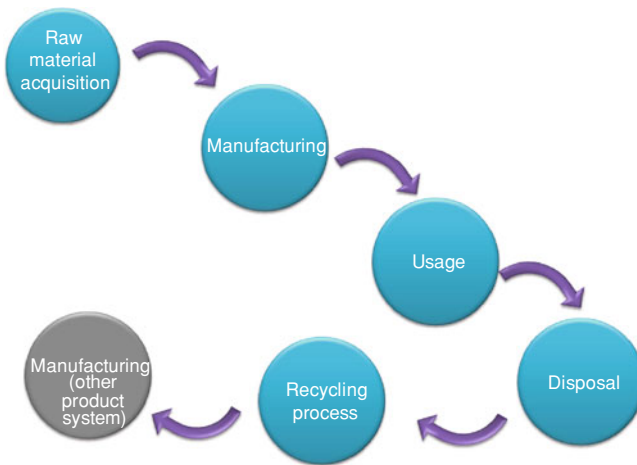 Raw
material
acquisition
Manufacturing
Usage
Disposal
Recycling
process
Manufacturing
(other
product
system)